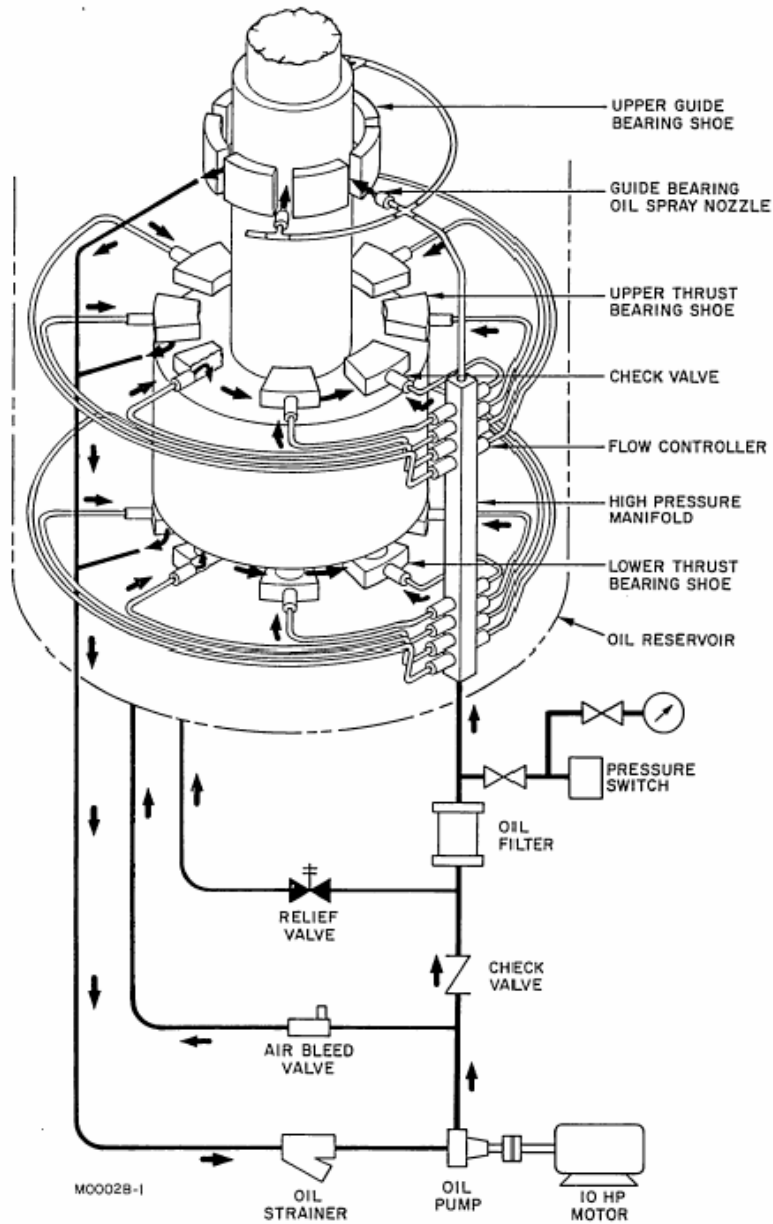 UPPER GUIDE
BEARING SHOE
GUIDE BEARING
OIL SPRAY NOZZLE
UPPER THRUST
BEARING SHOE
CHECK VALVE
FLOW CONTROLLER
HIGH PRESSURE
MANIFOLD
LOWER THRUST
BEARING SHOE
OIL RESERVOIR
PRESSURE
SWITCH
OIL
FILTER
RELIEF
VALVE
CHECK
VALVE
AIR BLEED
VALVE
M00028-1
OIL
STRAINER
OIL
PUMP
10 HP
MOTOR